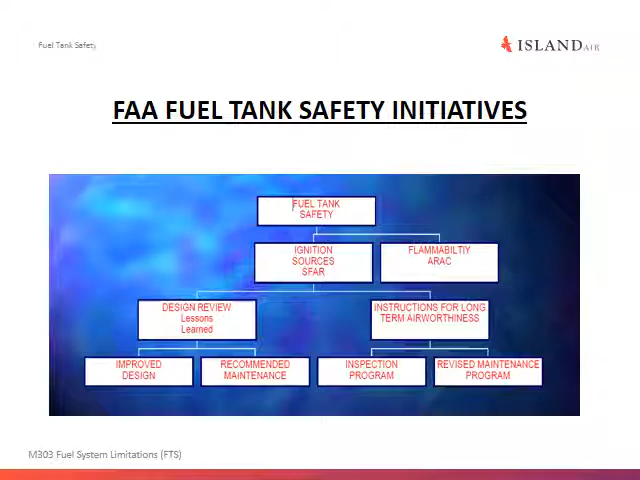 Fuel Tank Safety
ISLANDAIR
FAA FUEL TANK SAFETY INITIATIVES
FUEL TANK
SAFETY
IGNITION
SOURCES
SFAR
FLAMMABILTIY
ARAC
DESIGN REVIEW
Lessons
Learned
INSTRUCTIONS FOR LONG
TERM AIRWORTHINESS
IMPROVED
DESIGN
RECOMMENDED
MAINTENANCE
INSPECTION
PROGRAM
REVISED MAINTENANCE
PROGRAM
M303 Fuel System Limitations (FTS)